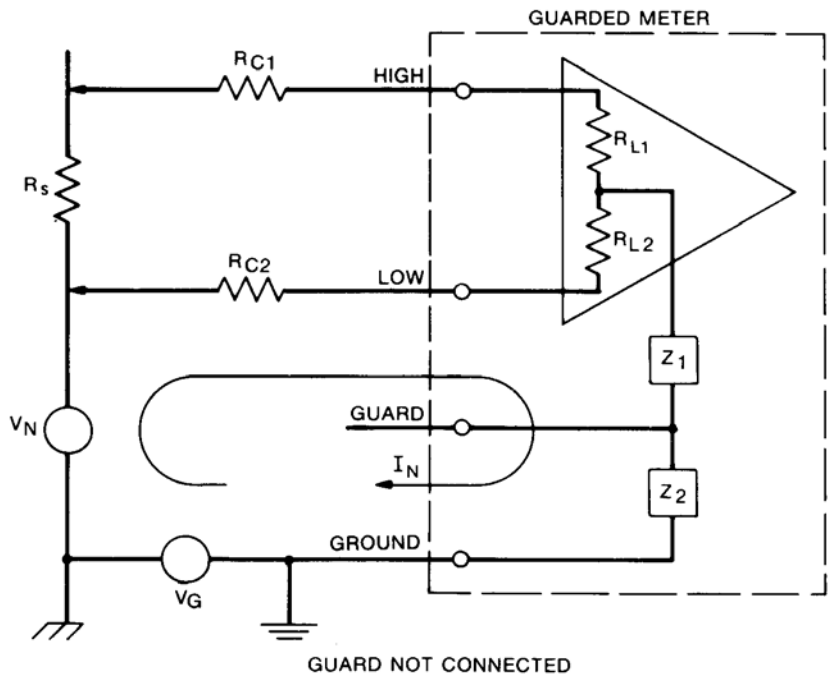 GUARDED METER
RC1
HIGH
RL1
Rs
RL2
RC2
LOW
Z1
VN
GUARD
IN
Z2
GROUND
VG
GUARD NOT CONNECTED